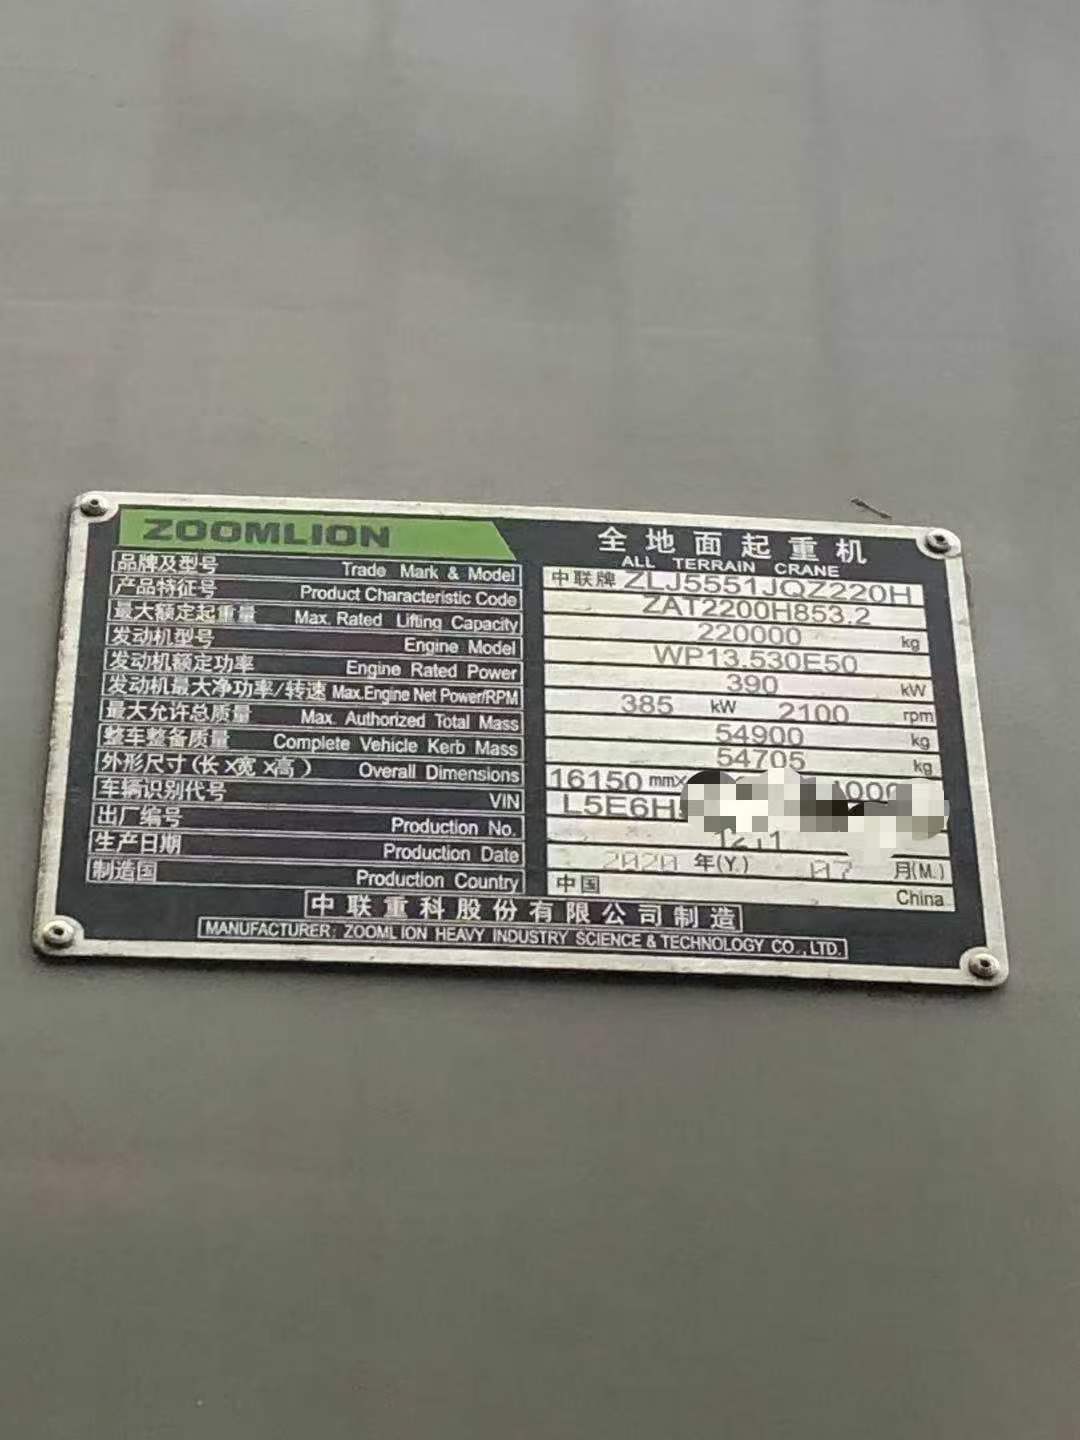 ZOOMLION 全地面起重机
ALL TERRAIN CRANE
品牌及型号 Trade Mark & Model 中联牌 ZLJ5551JQZ220H
产品特征号 Product Characteristic Code ZAT2200H853.2
最大额定起重量 Max. Rated Lifting Capacity 220000 kg
发动机型号 Engine Model WP13.530E50
发动机额定功率 Engine Rated Power 390 kW
发动机最大净功率/转速 Max.Engine Net Power/RPM 385 kW 2100 rpm
最大允许总质量 Max. Authorized Total Mass 54900 kg
整车整备质量 Complete Vehicle Kerb Mass 54705 kg
外形尺寸(长×宽×高) Overall Dimensions 16150 mm×
车辆识别代号 VIN L5E6H
出厂编号 Production No.
生产日期 Production Date 2020 年(Y.) 07 月(M.)
制造国 Production Country 中国 China
中联重科股份有限公司制造
MANUFACTURER: ZOOMLION HEAVY INDUSTRY SCIENCE & TECHNOLOGY CO.,LTD.